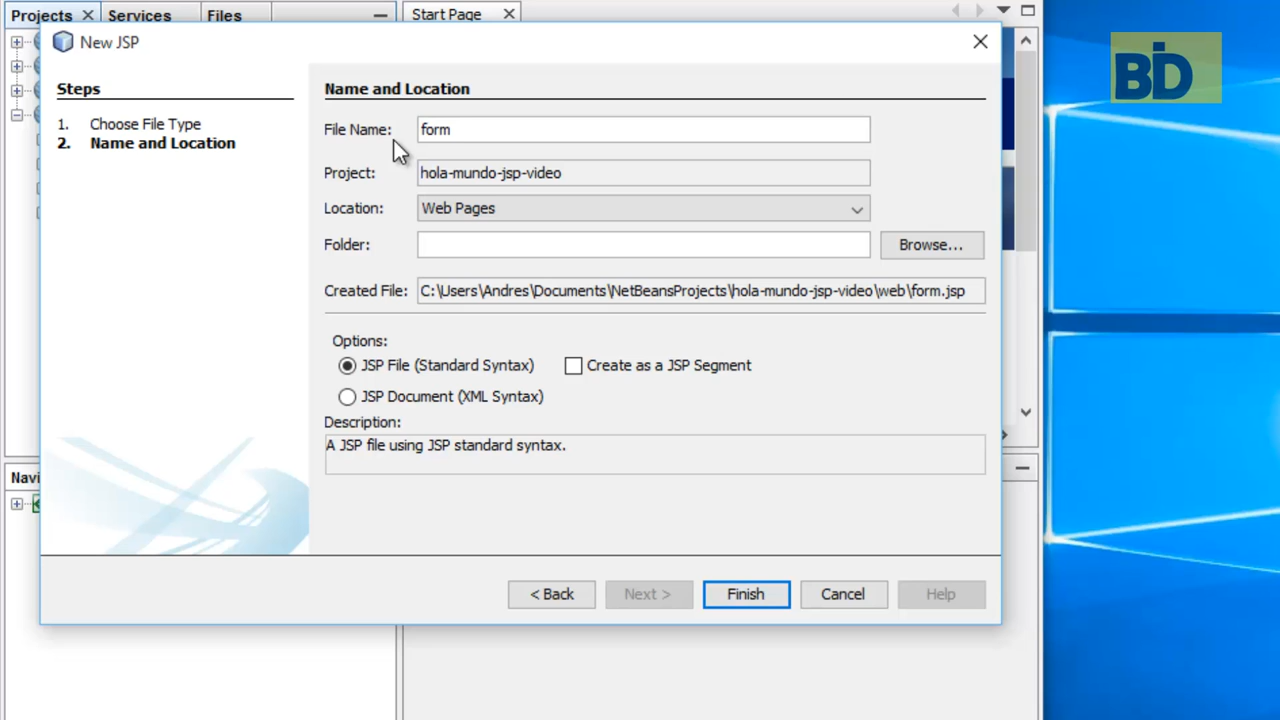 Projects
Services
Files
Start Page
New JSP
BID
Steps
1. Choose File Type
2. Name and Location
Name and Location
File Name: form
Project: hola-mundo-jsp-video
Location: Web Pages
Folder: Browse...
Created File: C:\Users\Andres\Documents\NetBeansProjects\hola-mundo-jsp-video\web\form.jsp
Options:
JSP File (Standard Syntax) Create as a JSP Segment
JSP Document (XML Syntax)
Description:
A JSP file using JSP standard syntax.
Navi
< Back Next > Finish Cancel Help